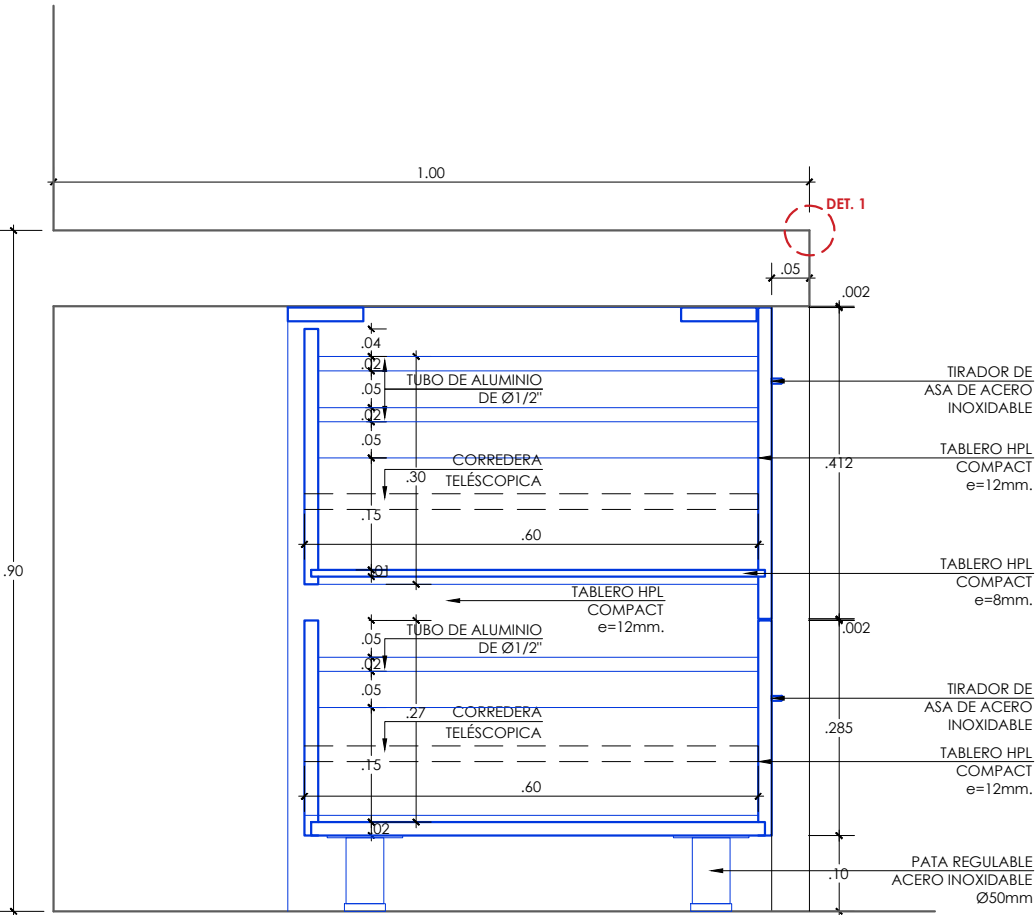 1.00
DET. 1
.05
.002
.04
.02
TUBO DE ALUMINIO
DE Ø1/2"
.05
.02
.05
TIRADOR DE
ASA DE ACERO
INOXIDABLE
CORREDERA
TELÉSCOPICA
.30
.412
TABLERO HPL
COMPACT
e=12mm.
.15
.60
.90
.01
TABLERO HPL
COMPACT
e=8mm.
TABLERO HPL
COMPACT
e=12mm.
.002
.05
TUBO DE ALUMINIO
DE Ø1/2"
.02
.05
TIRADOR DE
ASA DE ACERO
INOXIDABLE
.27
CORREDERA
TELÉSCOPICA
.285
.15
TABLERO HPL
COMPACT
e=12mm.
.60
.02
.10
PATA REGULABLE
ACERO INOXIDABLE
Ø50mm